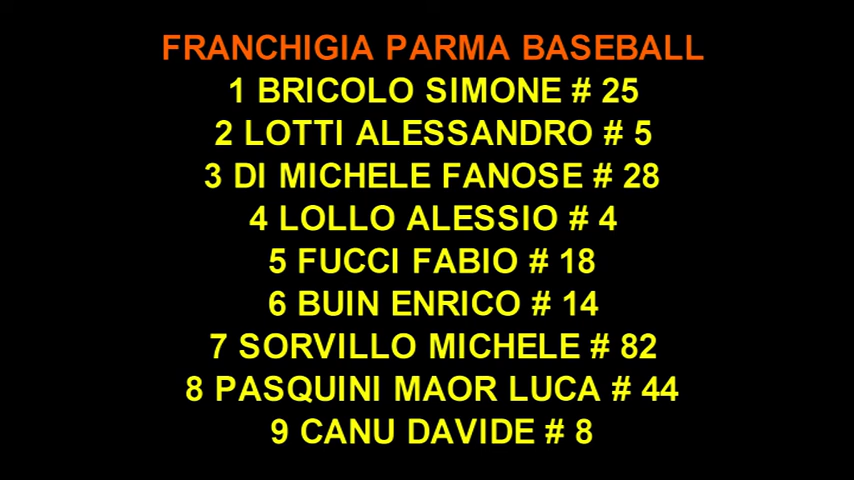 FRANCHIGIA PARMA BASEBALL
1 BRICOLO SIMONE # 25
2 LOTTI ALESSANDRO # 5
3 DI MICHELE FANOSE # 28
4 LOLLO ALESSIO # 4
5 FUCCI FABIO # 18
6 BUIN ENRICO # 14
7 SORVILLO MICHELE # 82
8 PASQUINI MAOR LUCA # 44
9 CANU DAVIDE # 8